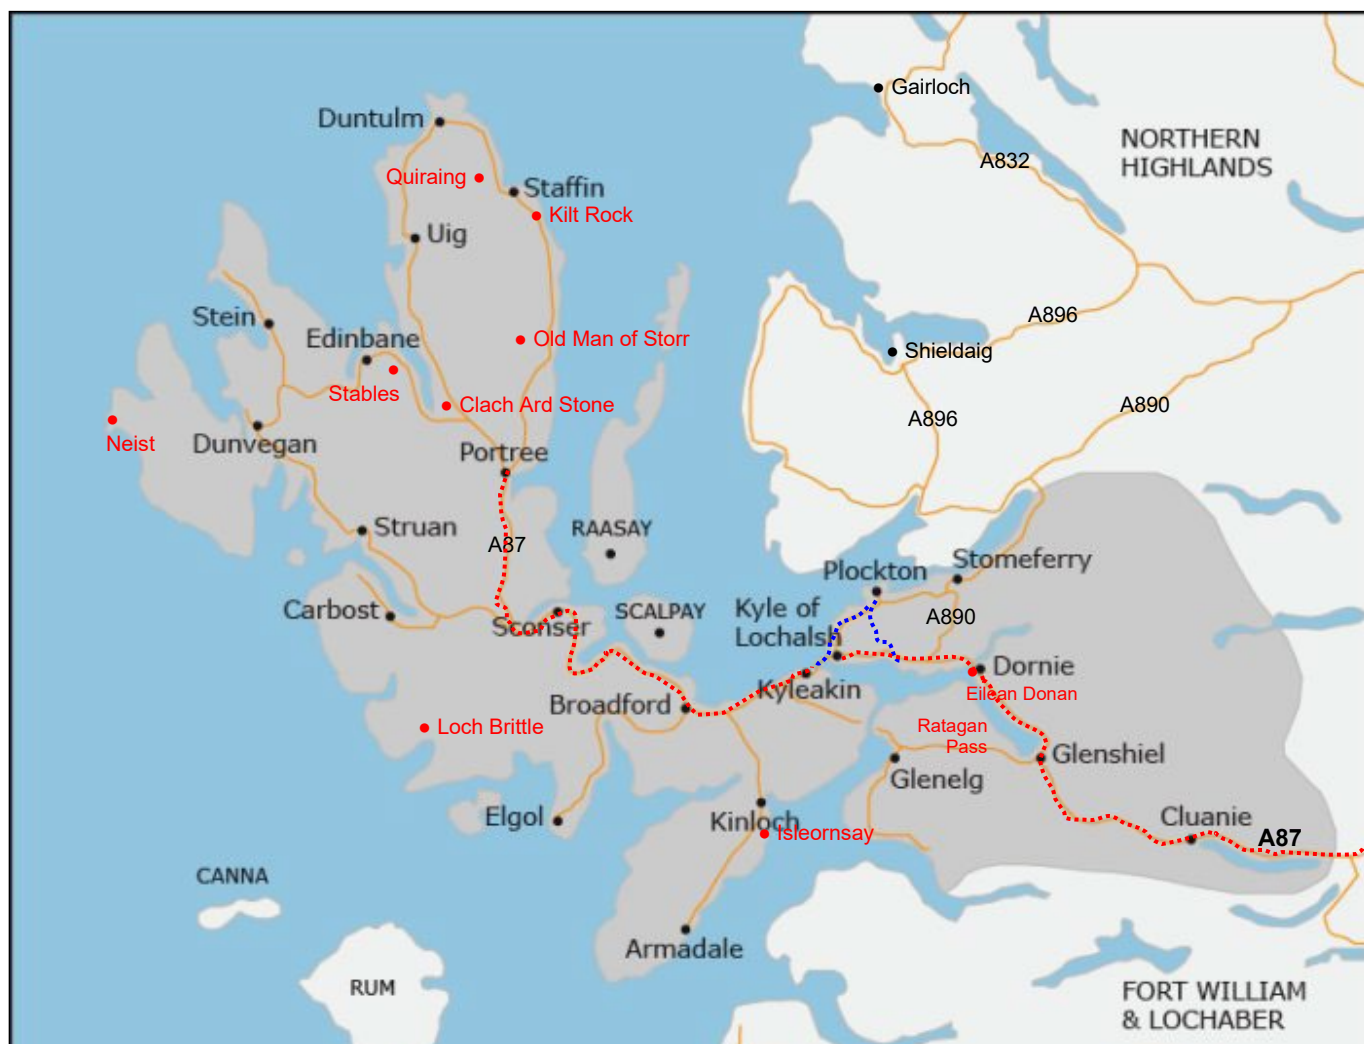 Gairloch
Duntulm
NORTHERN
HIGHLANDS
A832
Quiraing
Staffin
Kilt Rock
Uig
Stein
A896
Edinbane
Old Man of Storr
Shieldaig
Stables
Clach Ard Stone
A890
Neist
Dunvegan
A896
Portree
Struan
A87
RAASAY
Stomeferry
Plockton
Carbost
Sconser
SCALPAY
Kyle of
Lochalsh
A890
Dornie
Kyleakin
Eilean Donan
Broadford
Loch Brittle
Ratagan
Pass
Glenshiel
Glenelg
Elgol
Kinloch
Isleornsay
Cluanie
A87
CANNA
Armadale
RUM
FORT WILLIAM
& LOCHABER